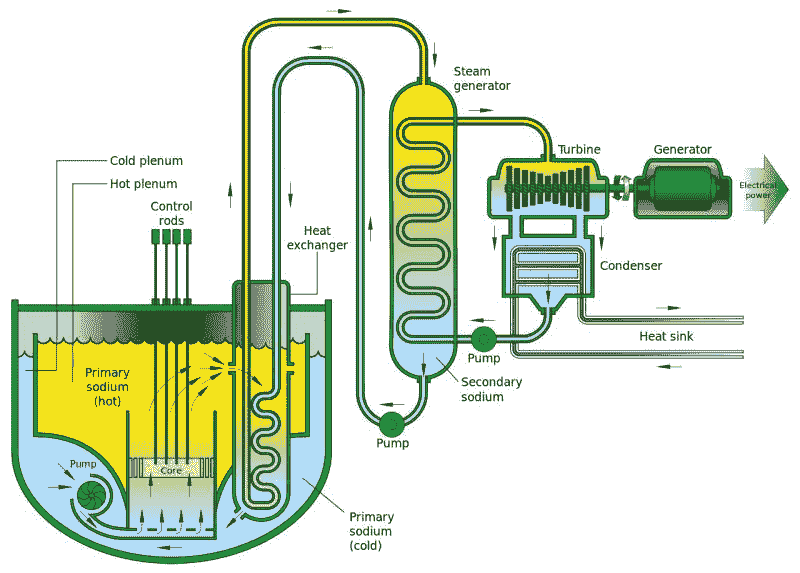 Steam
generator
Turbine
Generator
Electrical
power
Cold plenum
Hot plenum
Control
rods
Heat
exchanger
Condenser
Heat sink
Pump
Primary
sodium
(hot)
Secondary
sodium
Pump
Pump
Core
Primary
sodium
(cold)